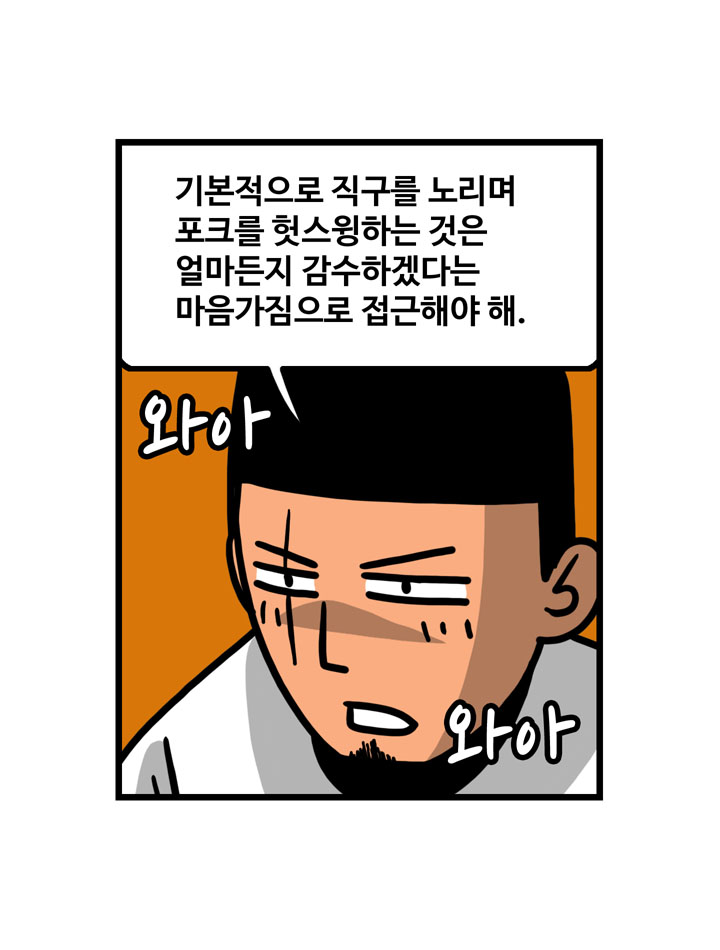 기본적으로 직구를 노리며
포크를 헛스윙하는 것은
얼마든지 감수하겠다는
마음가짐으로 접근해야 해.
와아
와아